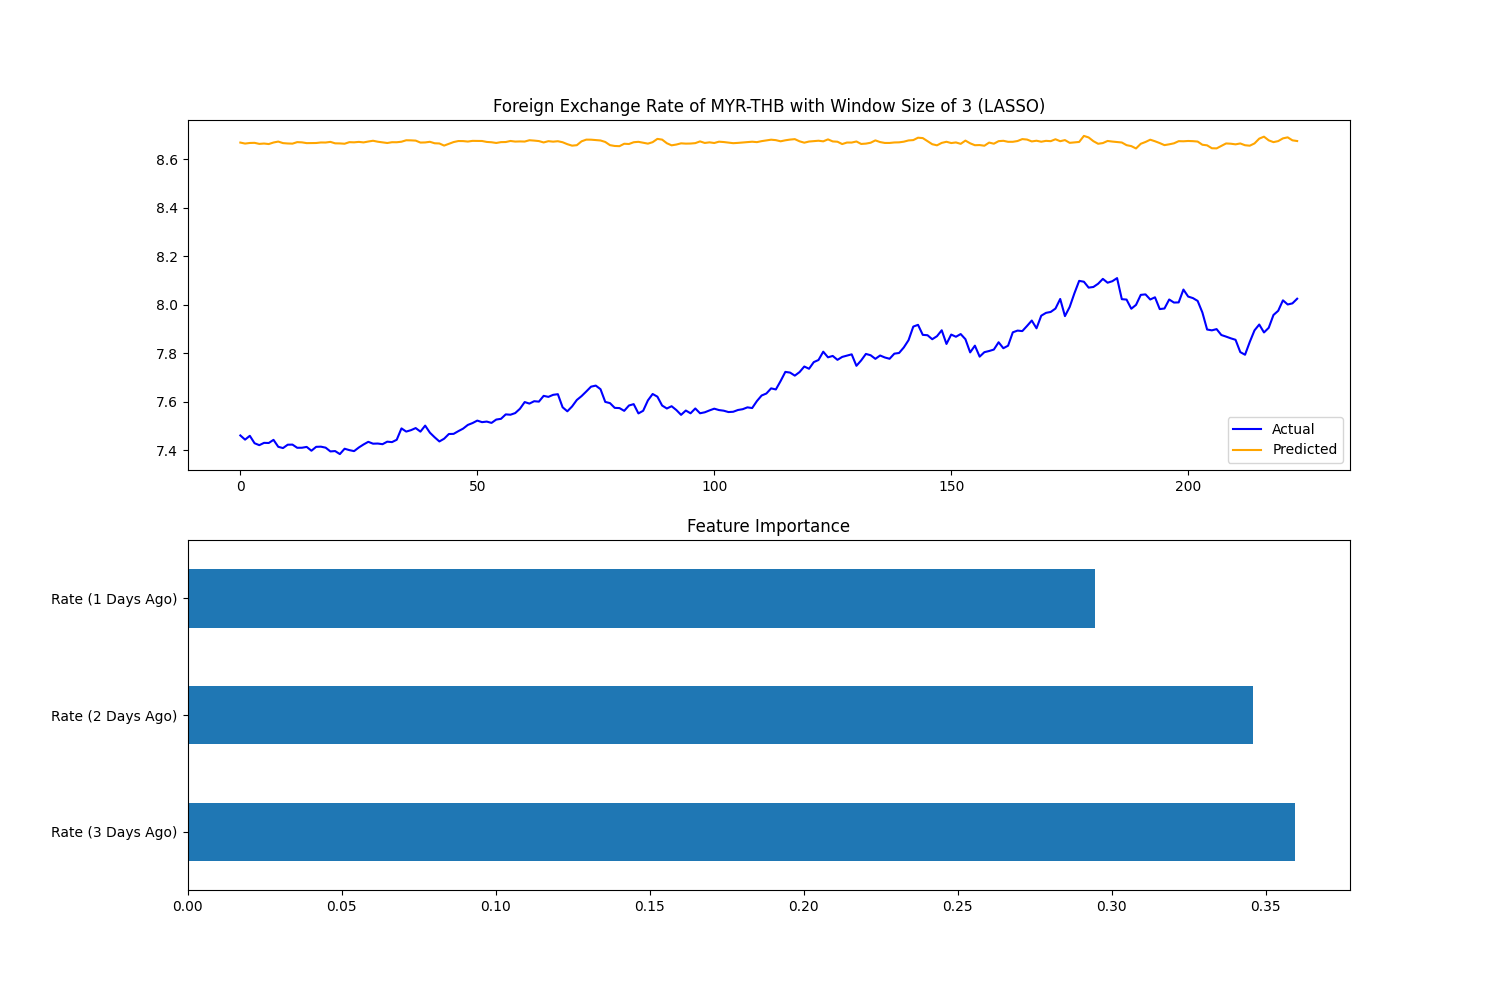 Foreign Exchange Rate of MYR-THB with Window Size of 3 (LASSO)
8.6
8.4
8.2
8.0
7.8
7.6
7.4
Actual
Predicted
0 50 100 150 200
Feature Importance
Rate (1 Days Ago)
Rate (2 Days Ago)
Rate (3 Days Ago)
0.00 0.05 0.10 0.15 0.20 0.25 0.30 0.35